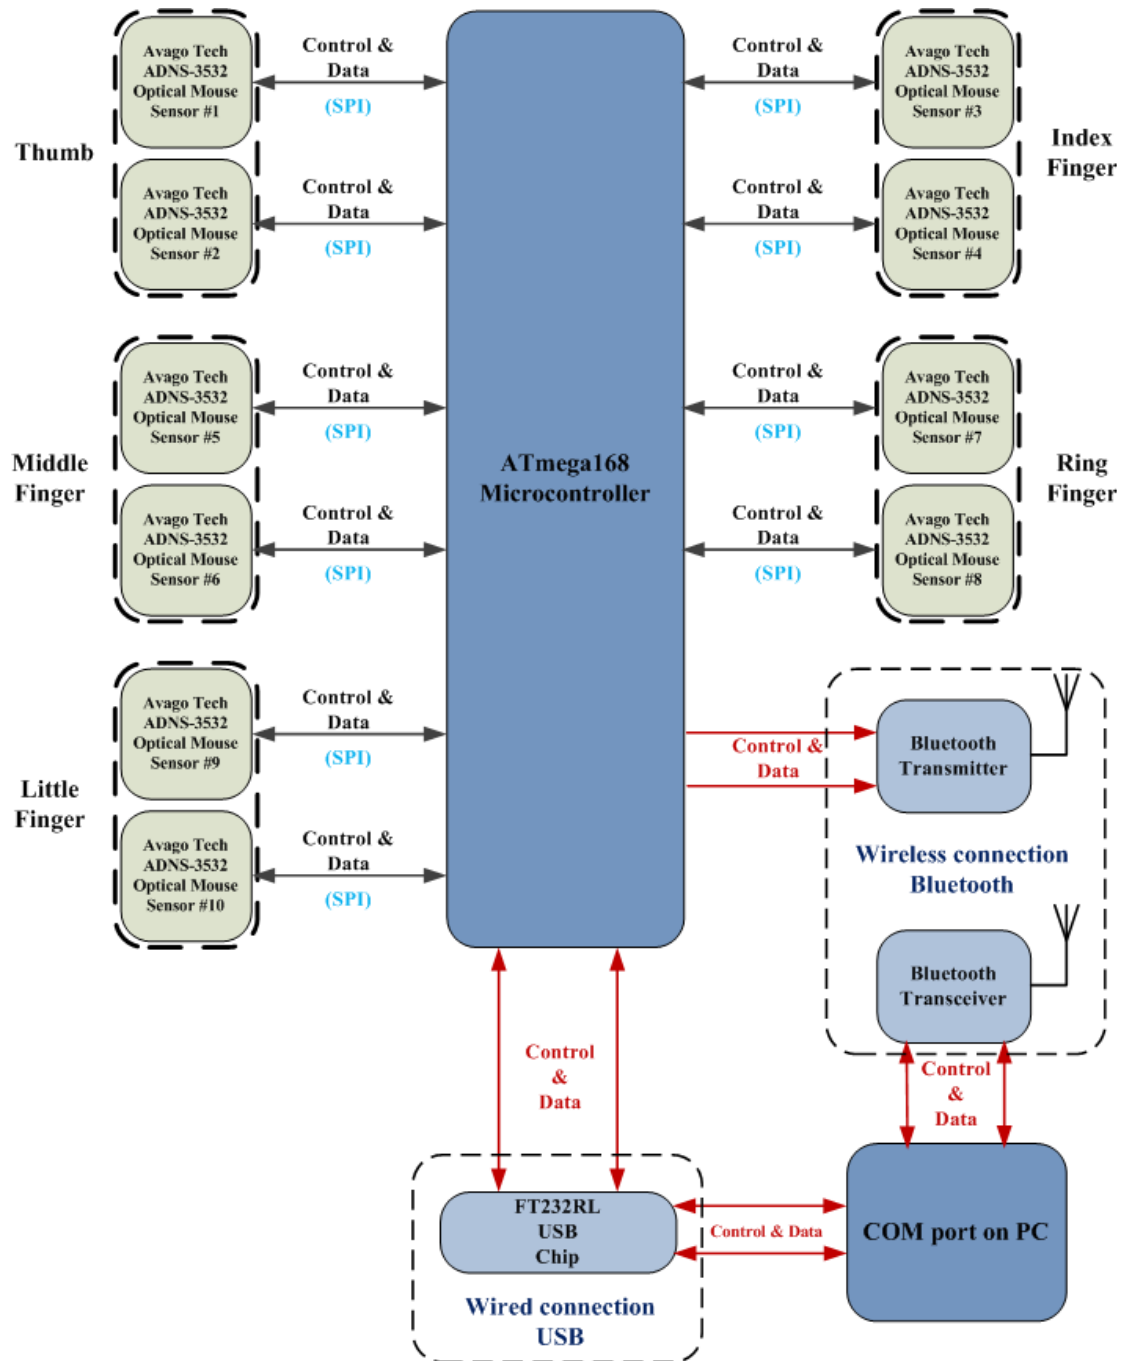 Thumb
Avago Tech
ADNS-3532
Optical Mouse
Sensor #1
Control &
Data
(SPI)
Avago Tech
ADNS-3532
Optical Mouse
Sensor #2
Control &
Data
(SPI)
Middle
Finger
Avago Tech
ADNS-3532
Optical Mouse
Sensor #5
Control &
Data
(SPI)
Avago Tech
ADNS-3532
Optical Mouse
Sensor #6
Control &
Data
(SPI)
Little
Finger
Avago Tech
ADNS-3532
Optical Mouse
Sensor #9
Control &
Data
(SPI)
Avago Tech
ADNS-3532
Optical Mouse
Sensor #10
Control &
Data
(SPI)
ATmega168
Microcontroller
Control &
Data
(SPI)
Avago Tech
ADNS-3532
Optical Mouse
Sensor #3
Control &
Data
(SPI)
Avago Tech
ADNS-3532
Optical Mouse
Sensor #4
Index
Finger
Control &
Data
(SPI)
Avago Tech
ADNS-3532
Optical Mouse
Sensor #7
Control &
Data
(SPI)
Avago Tech
ADNS-3532
Optical Mouse
Sensor #8
Ring
Finger
Control &
Data
Bluetooth
Transmitter
Wireless connection
Bluetooth
Bluetooth
Transceiver
Control
&
Data
Control
&
Data
FT232RL
USB
Chip
Wired connection
USB
Control & Data
COM port on PC